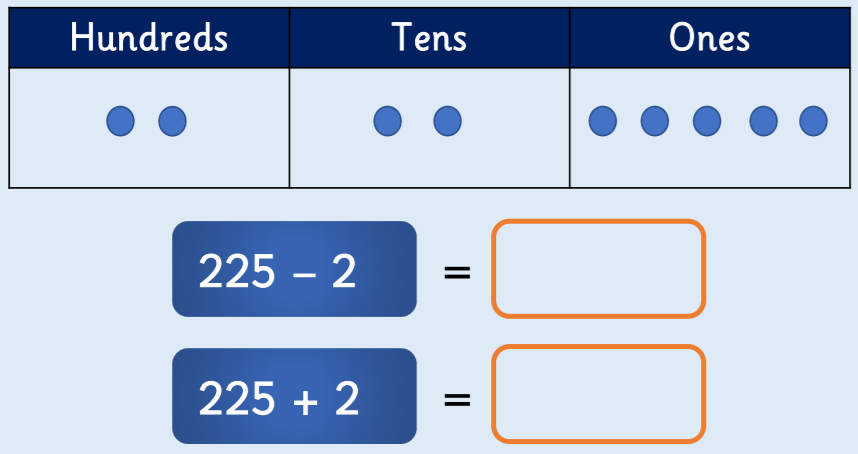 Hundreds Tens Ones
225 – 2 =
225 + 2 =